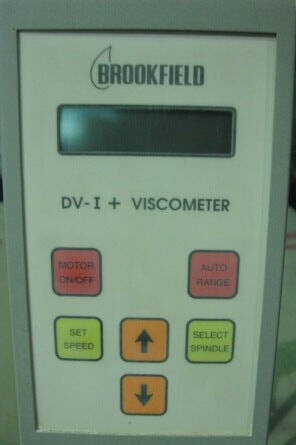 BROOKFIELD
DV-I + VISCOMETER
MOTOR
ON/OFF
AUTO
RANGE
SET
SPEED
SELECT
SPINDLE